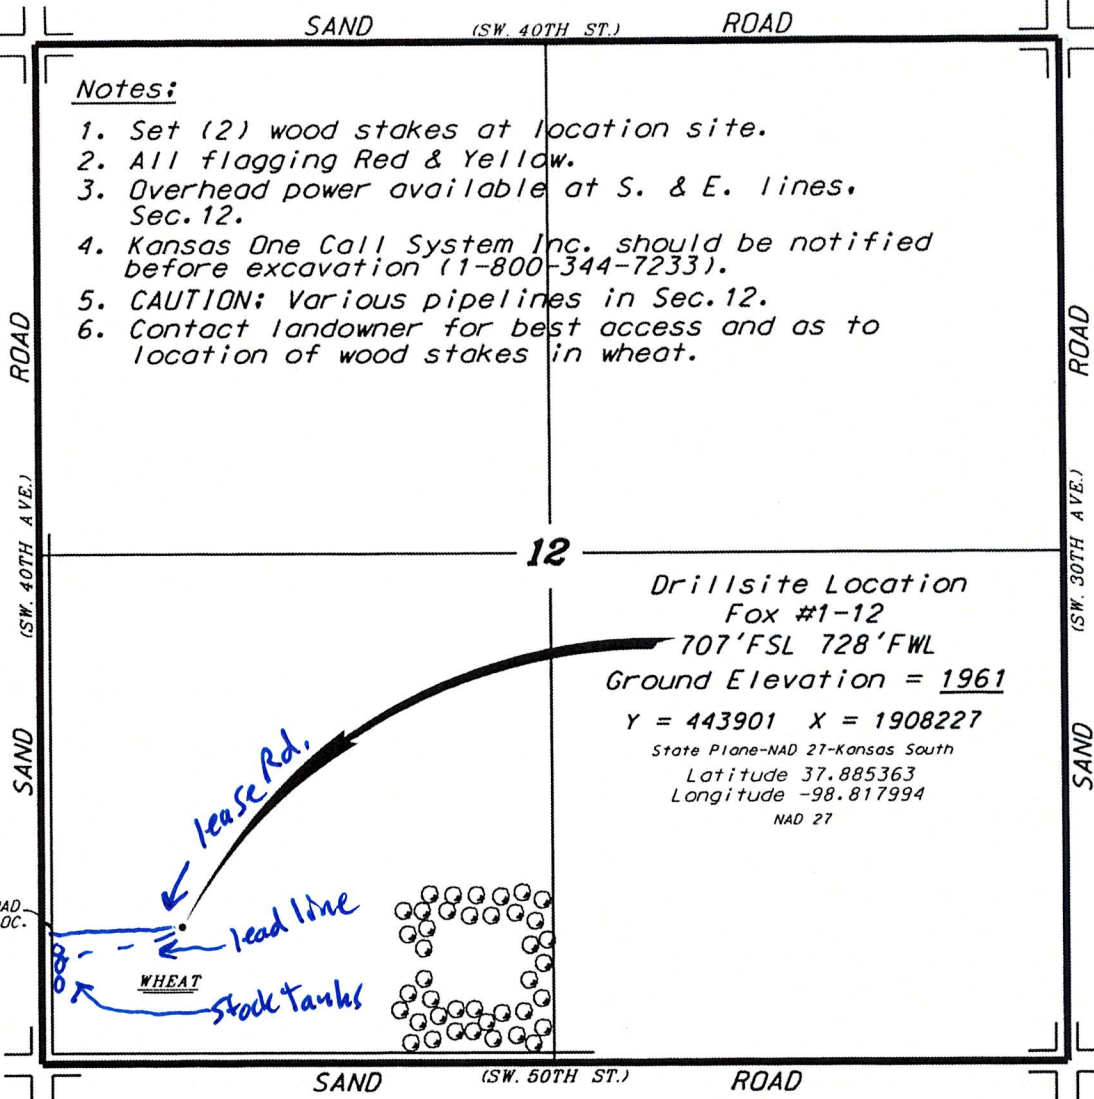 SAND (SW. 40TH ST.) ROAD
Notes:
1. Set (2) wood stakes at location site.
2. All flagging Red & Yellow.
3. Overhead power available at S. & E. lines.
Sec. 12.
4. Kansas One Call System Inc. should be notified
before excavation (1-800-344-7233).
5. CAUTION: Various pipelines in Sec. 12.
6. Contact landowner for best access and as to
location of wood stakes in wheat.
ROAD
(SW. 40TH AVE.)
SAND
ROAD
(SW. 30TH AVE.)
SAND
12
Drillsite Location
Fox #1-12
707'FSL 728'FWL
Ground Elevation = 1961
Y = 443901 X = 1908227
State Plane-NAD 27-Kansas South
Latitude 37.885363
Longitude -98.817994
NAD 27
lease Rd.
lead line
WHEAT
Stock tanks
SAND (SW. 50TH ST.) ROAD